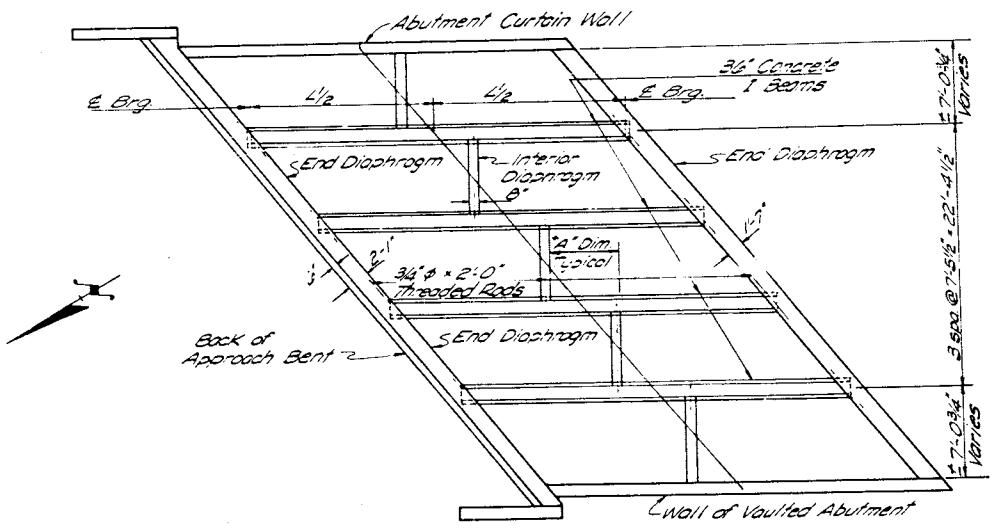 Abutment Curtain Wall
36" Concrete
I Beams
± 7'-0¾"
Varies
L/2
L/2
℄ Brg.
℄ Brg.
End Diaphragm
Interior
Diaphragm
8"
End Diaphragm
3 spa @ 7'-5½" = 22'-4½"
"A" Dim
Typical
2'-1"
¾" ⌀ x 2'-0"
Threaded Rods
Back of
Approach Bent
End Diaphragm
± 7'-0¾"
Varies
Wall of Vaulted Abutment